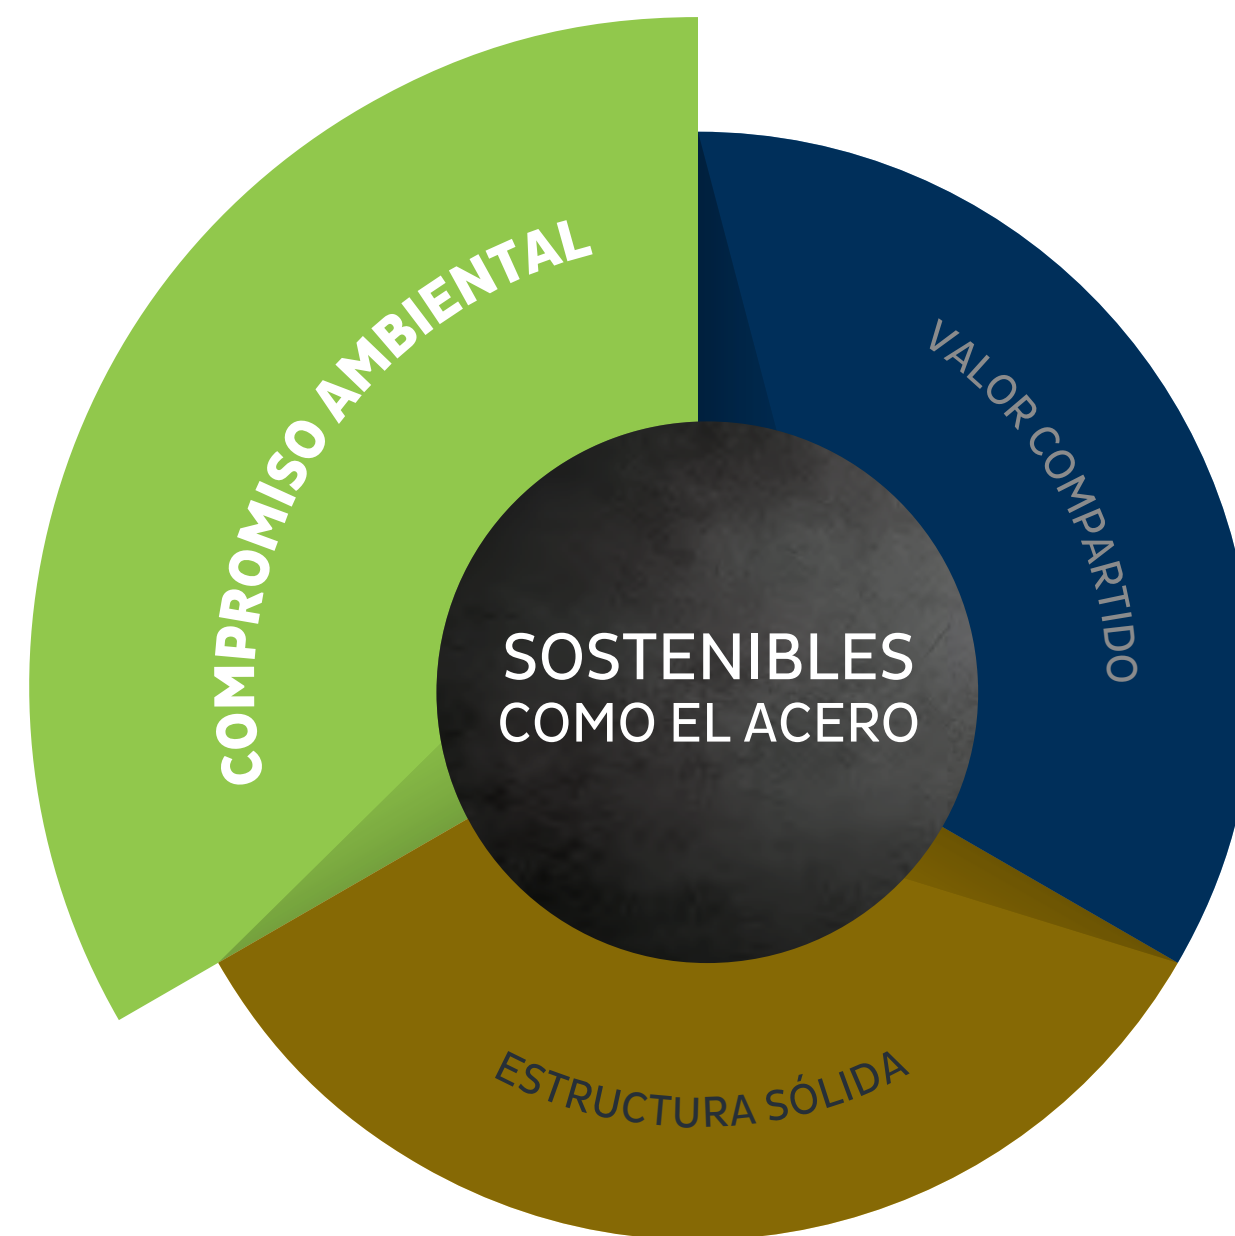 COMPROMISO AMBIENTAL
VALOR COMPARTIDO
SOSTENIBLES
COMO EL ACERO
ESTRUCTURA SÓLIDA